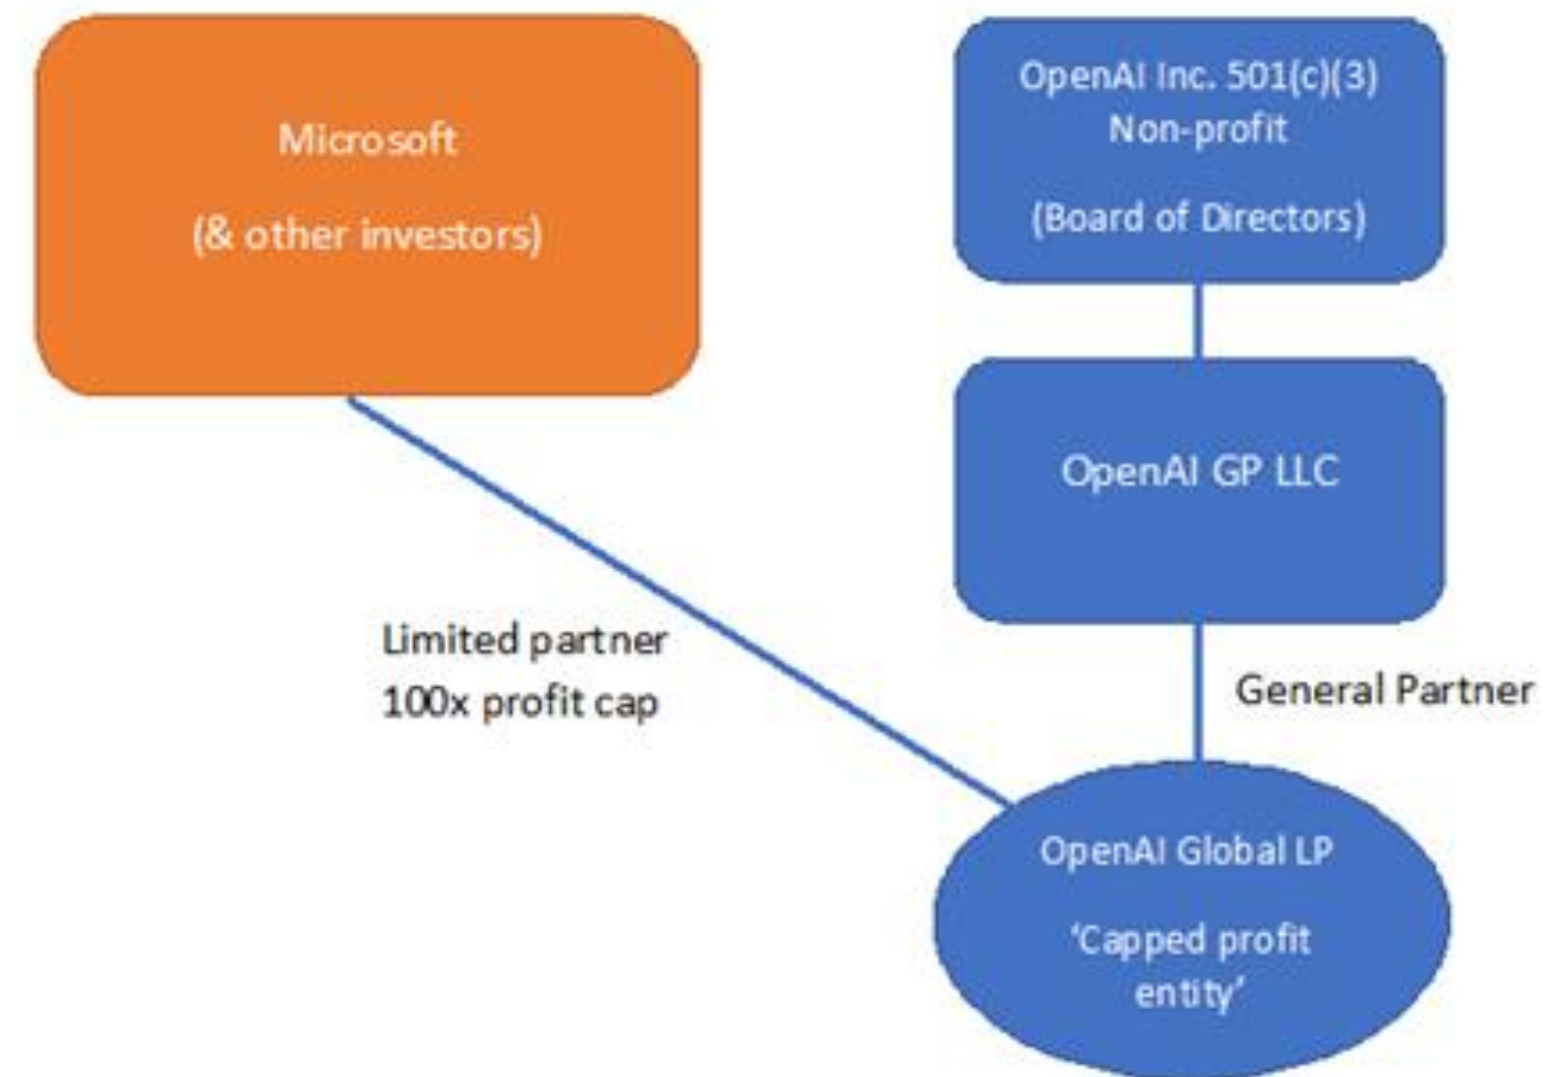 Microsoft
(& other investors)
OpenAI Inc. 501(c)(3)
Non-profit
(Board of Directors)
OpenAI GP LLC
Limited partner
100x profit cap
General Partner
OpenAI Global LP
‘Capped profit
entity’